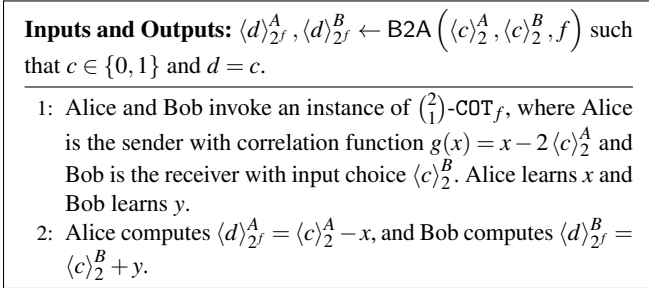 Inputs and Outputs: ⟨d⟩^A_{2^f}, ⟨d⟩^B_{2^f} ← B2A(⟨c⟩^A_2, ⟨c⟩^B_2, f) such
that c ∈ {0,1} and d = c.
1: Alice and Bob invoke an instance of \binom{2}{1}-COT_f, where Alice
is the sender with correlation function g(x) = x − 2⟨c⟩^A_2 and
Bob is the receiver with input choice ⟨c⟩^B_2. Alice learns x and
Bob learns y.
2: Alice computes ⟨d⟩^A_{2^f} = ⟨c⟩^A_2 − x, and Bob computes ⟨d⟩^B_{2^f} =
⟨c⟩^B_2 + y.